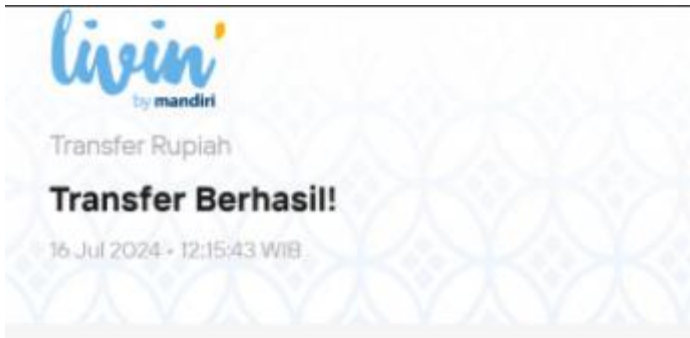 livin'
by mandiri
Transfer Rupiah
Transfer Berhasil!
16 Jul 2024 • 12:15:43 WIB